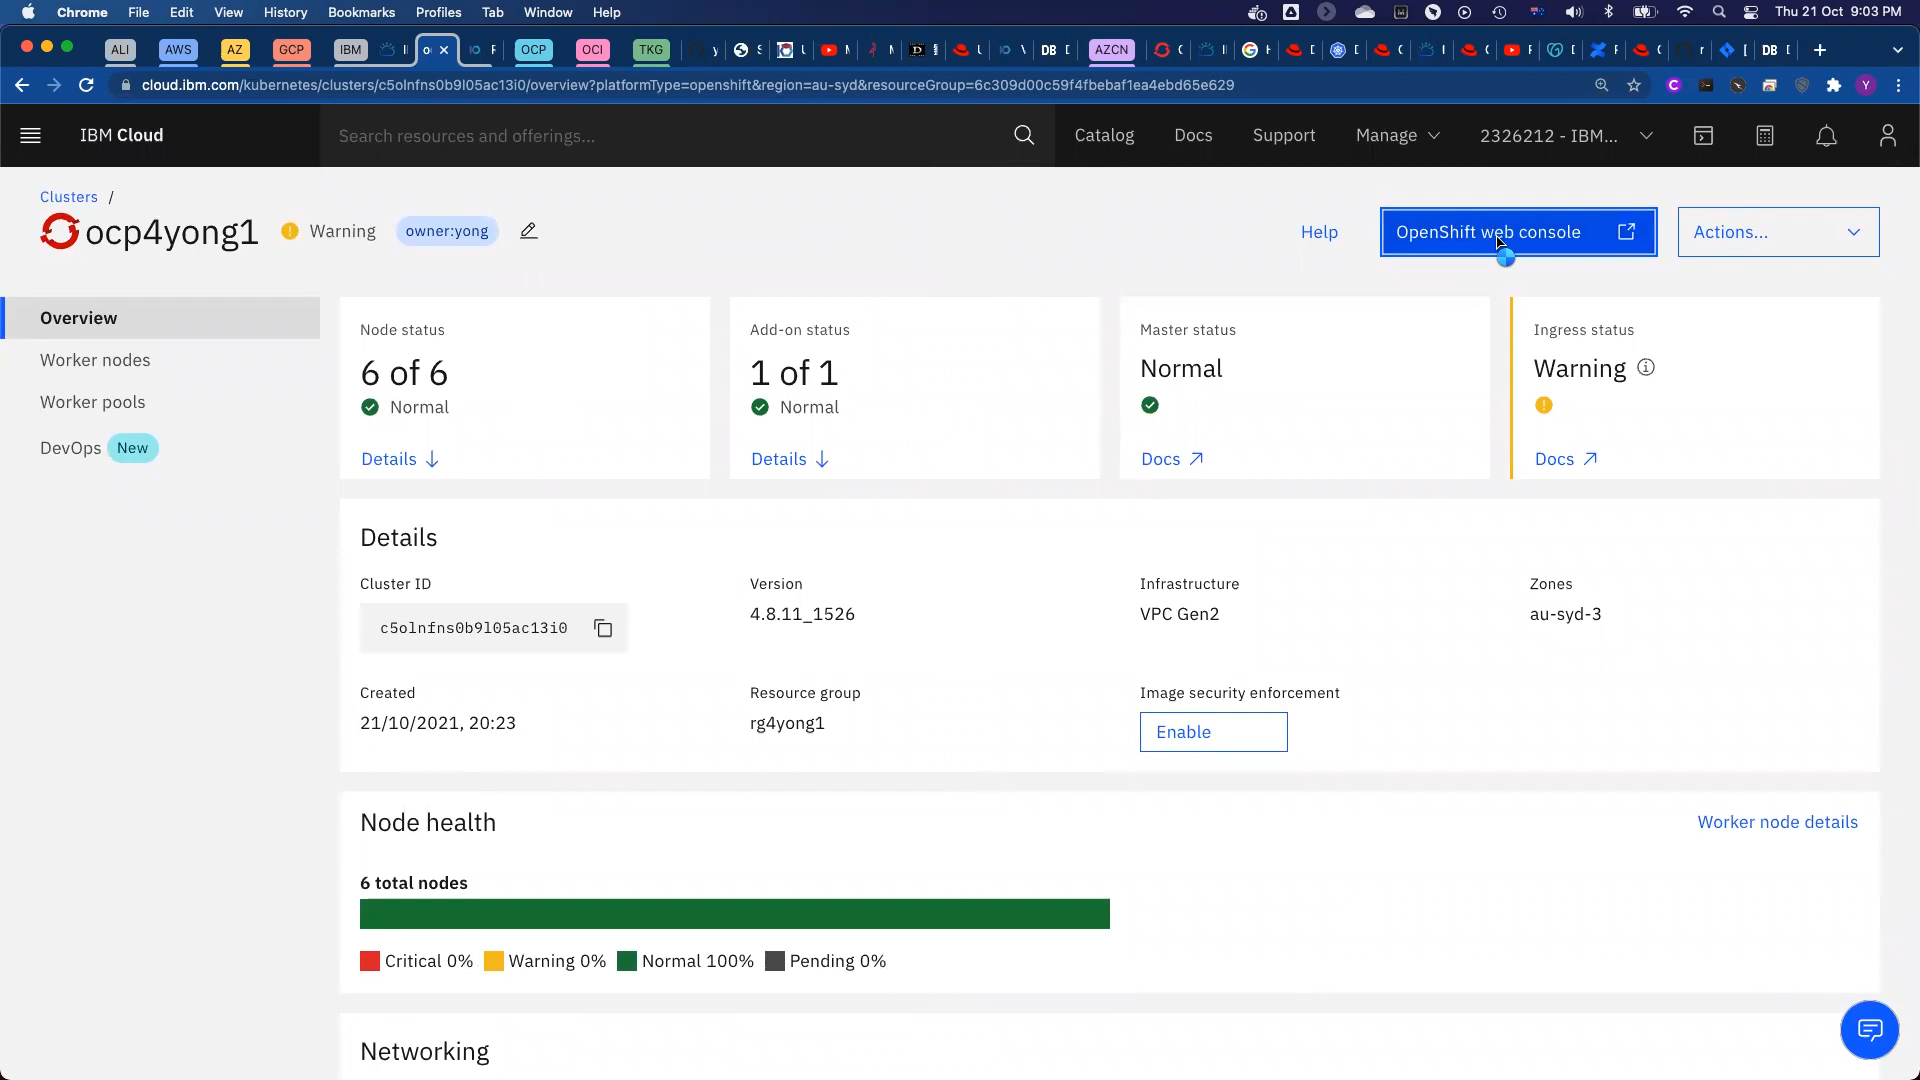 Chrome File Edit View History Bookmarks Profiles Tab Window Help Thu 21 Oct 9:03 PM
ALI AWS AZ GCP IBM OCP OCI TKG AZCN
cloud.ibm.com/kubernetes/clusters/c5olnfns0b9l05ac13i0/overview?platformType=openshift&region=au-syd&resourceGroup=6c309d00c59f4fbebaf1ea4ebd65e629
IBM Cloud Search resources and offerings... Catalog Docs Support Manage 2326212 - IBM...
Clusters /
ocp4yong1 Warning owner:yong Help OpenShift web console Actions...
Overview
Worker nodes
Worker pools
DevOps New
Node status
6 of 6
Normal
Details
Add-on status
1 of 1
Normal
Details
Master status
Normal
Docs
Ingress status
Warning
Docs
Details
Cluster ID
c5olnfns0b9l05ac13i0
Version
4.8.11_1526
Infrastructure
VPC Gen2
Zones
au-syd-3
Created
21/10/2021, 20:23
Resource group
rg4yong1
Image security enforcement
Enable
Node health Worker node details
6 total nodes
Critical 0% Warning 0% Normal 100% Pending 0%
Networking